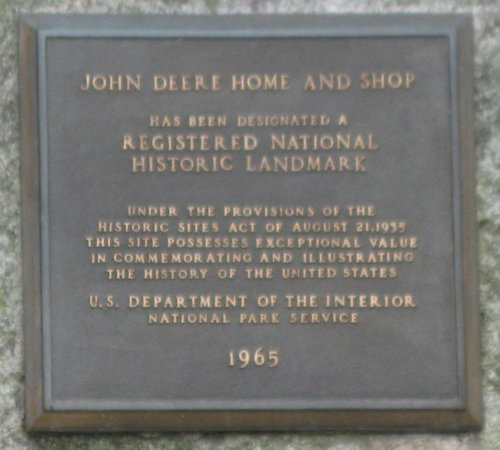 JOHN DEERE HOME AND SHOP
HAS BEEN DESIGNATED A
REGISTERED NATIONAL
HISTORIC LANDMARK
UNDER THE PROVISIONS OF THE
HISTORIC SITES ACT OF AUGUST 21, 1935
THIS SITE POSSESSES EXCEPTIONAL VALUE
IN COMMEMORATING AND ILLUSTRATING
THE HISTORY OF THE UNITED STATES
U.S. DEPARTMENT OF THE INTERIOR
NATIONAL PARK SERVICE
1965